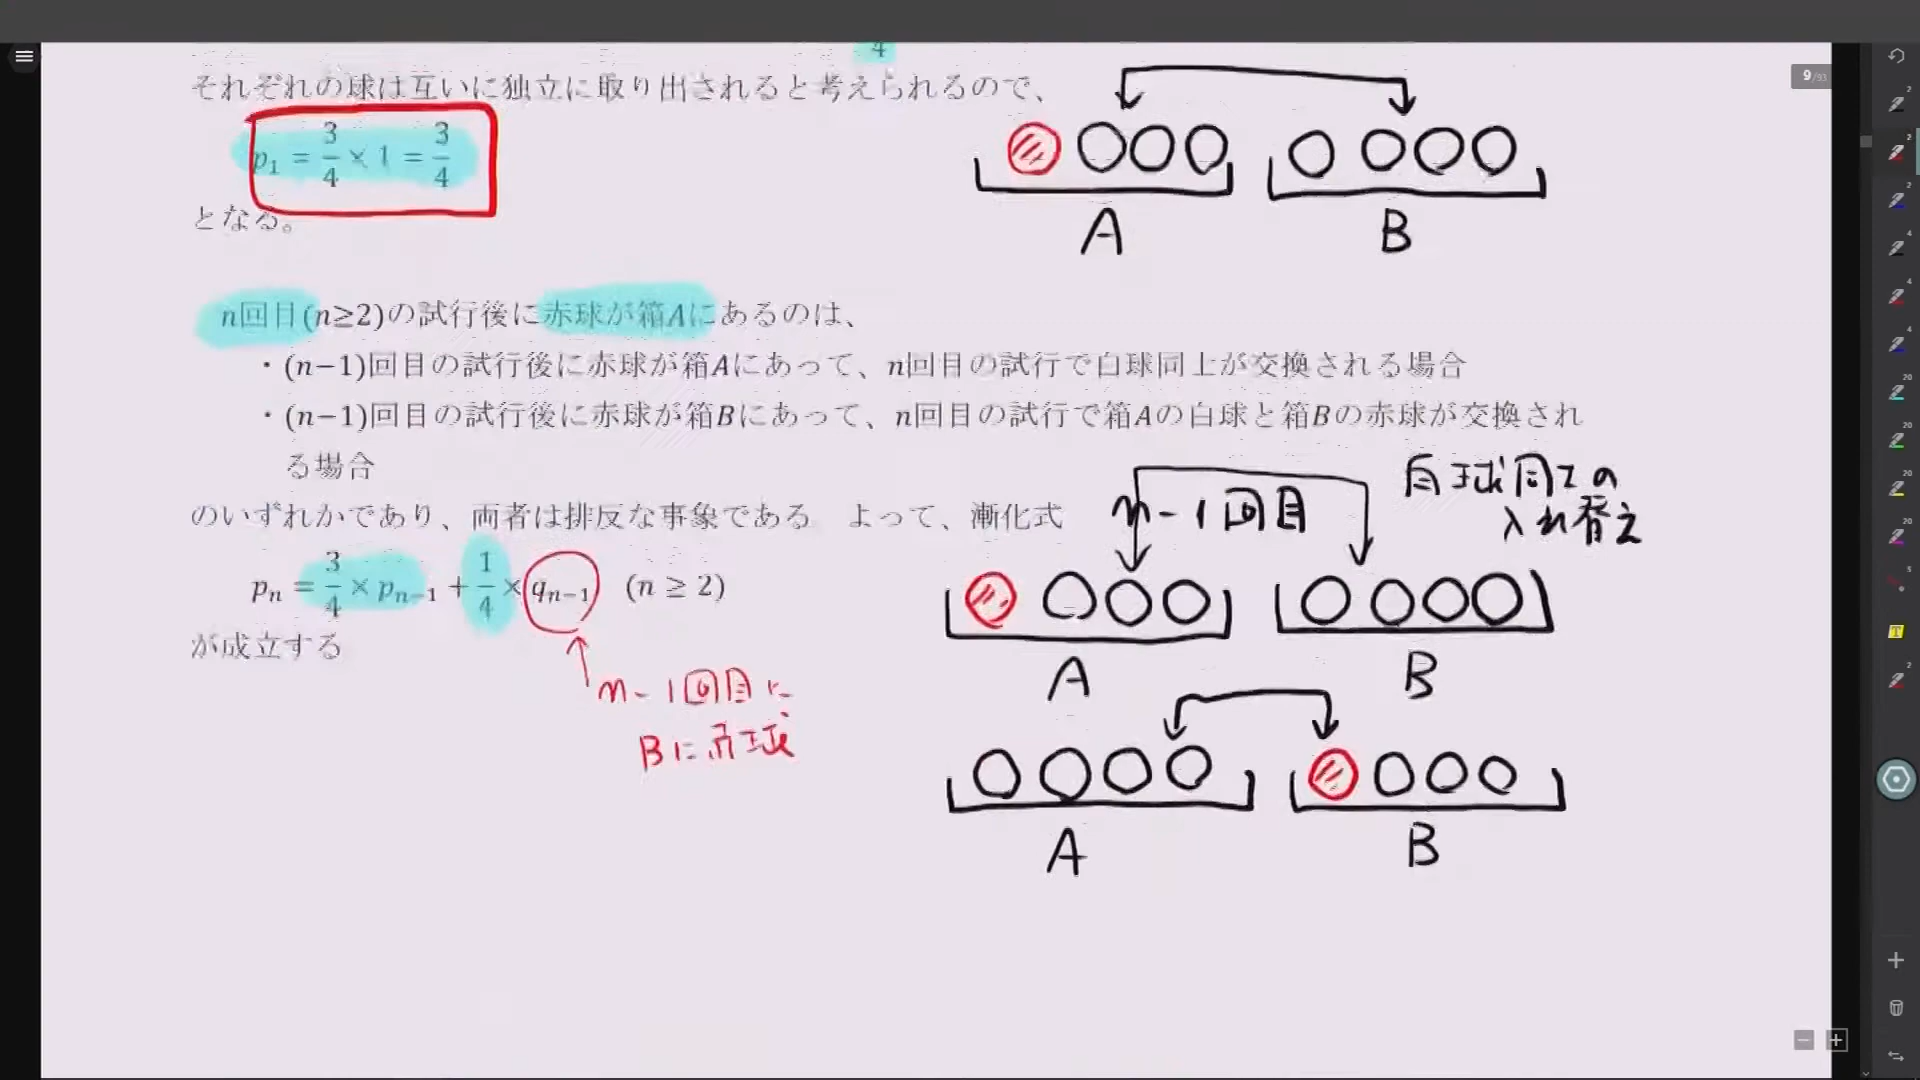 4
それぞれの球は互いに独立に取り出されると考えられるので、
p₁ = 3/4 × 1 = 3/4
となる。
A
B
n回目(n≥2)の試行後に赤球が箱Aにあるのは、
・(n−1)回目の試行後に赤球が箱Aにあって、n回目の試行で白球同士が交換される場合
・(n−1)回目の試行後に赤球が箱Bにあって、n回目の試行で箱Aの白球と箱Bの赤球が交換され
る場合
のいずれかであり、両者は排反な事象である よって、漸化式
n-1回目
白球同士の
入れ替え
pₙ = 3/4 × pₙ₋₁ + 1/4 × qₙ₋₁ (n ≥ 2)
が成立する
A
B
n-1回目に
Bに赤球
A
B
9/93